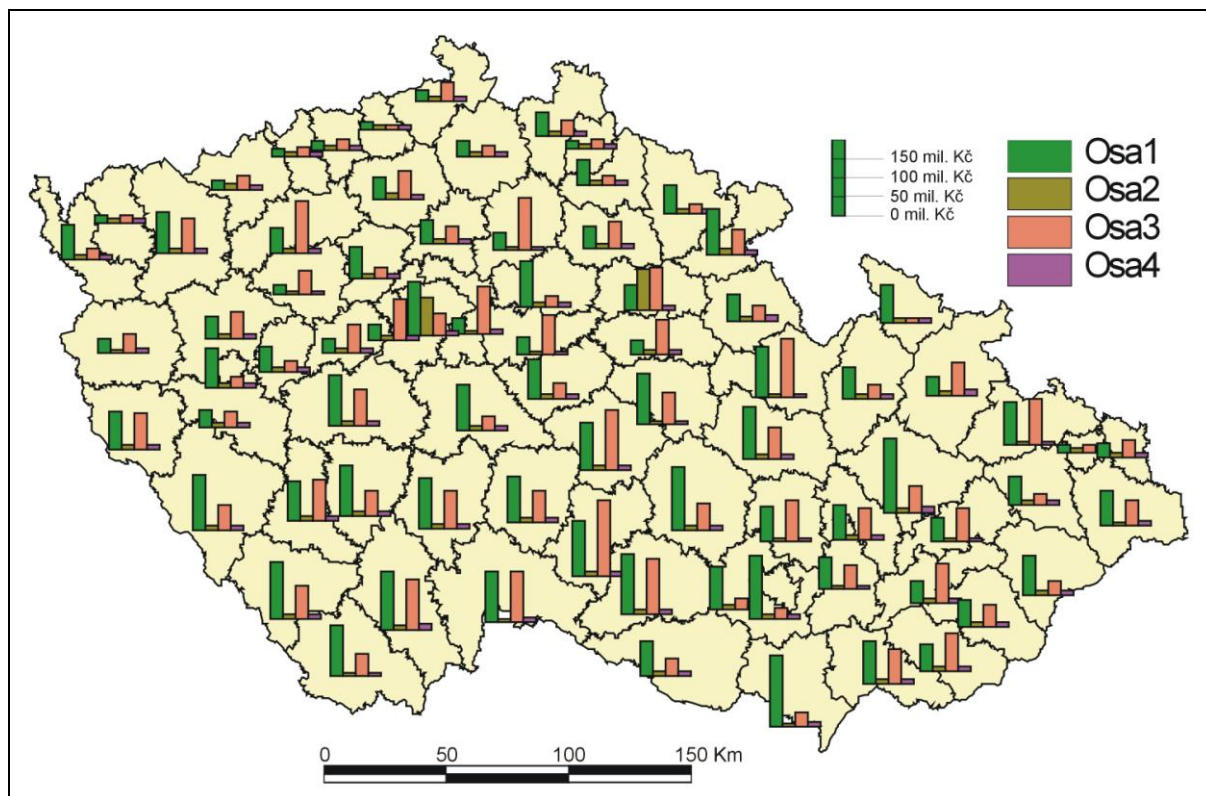 150 mil. Kč
100 mil. Kč
50 mil. Kč
0 mil. Kč
Osa1
Osa2
Osa3
Osa4
0 50 100 150 Km